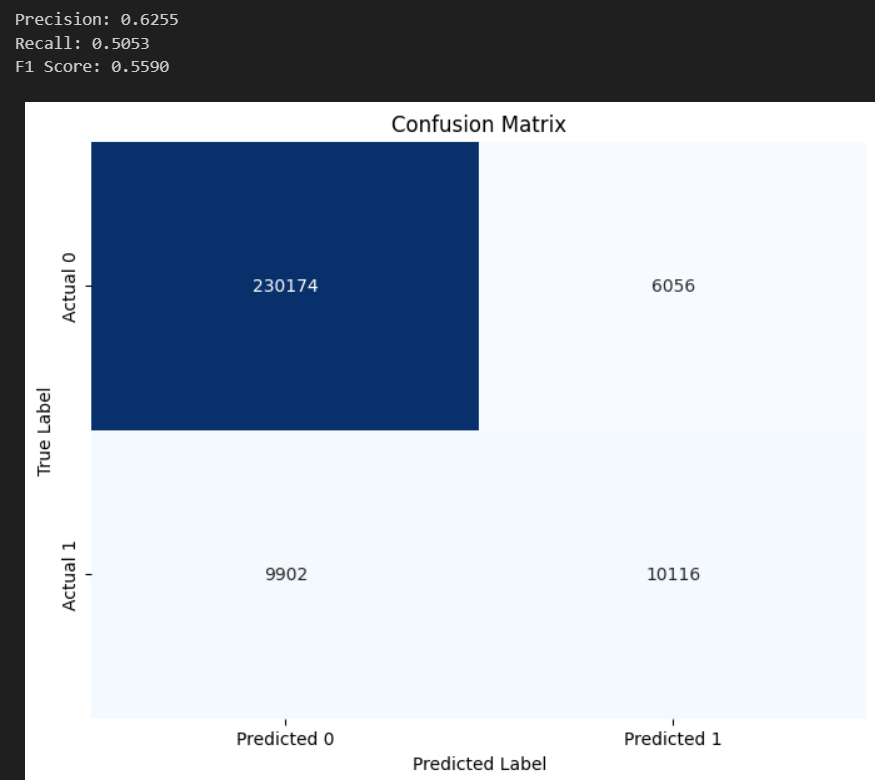 Precision: 0.6255
Recall: 0.5053
F1 Score: 0.5590
Confusion Matrix
Actual 0
230174
6056
True Label
Actual 1
9902
10116
Predicted 0
Predicted 1
Predicted Label